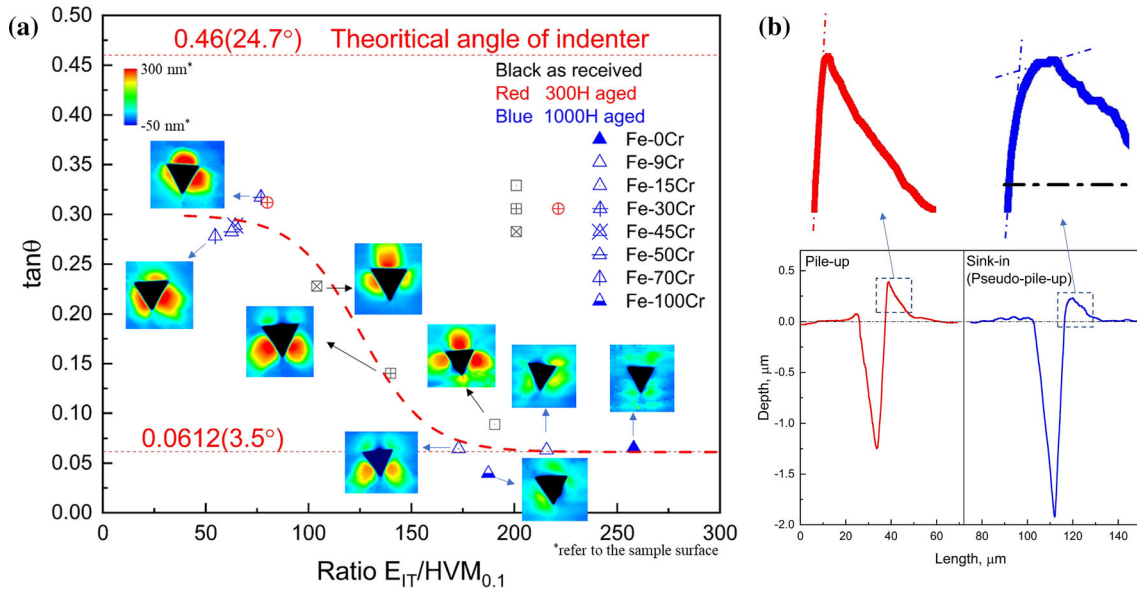 (a)
0.50
0.45
0.40
0.35
0.30
0.25
0.20
0.15
0.10
0.05
0.00
tanθ
0.46(24.7°) Theoritical angle of indenter
300 nm*
-50 nm*
Black as received
Red 300H aged
Blue 1000H aged
Fe-0Cr
Fe-9Cr
Fe-15Cr
Fe-30Cr
Fe-45Cr
Fe-50Cr
Fe-70Cr
Fe-100Cr
0.0612(3.5°)
0 50 100 150 200 250 300
*refer to the sample surface
Ratio E_IT/HVM_0.1
(b)
Pile-up
Sink-in
(Pseudo-pile-up)
0.5
0.0
-0.5
-1.0
-1.5
-2.0
Depth, μm
0 20 40 60 80 100 120 140
Length, μm